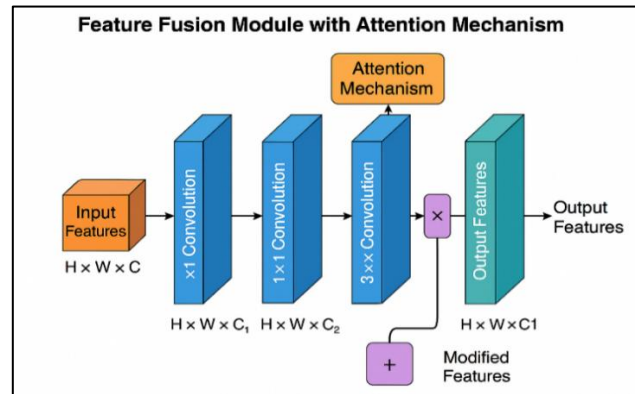 Feature Fusion Module with Attention Mechanism
Attention
Mechanism
Input
Features
H × W × C
×1 Convolution
H × W × C₁
1×1 Convolution
H × W × C₂
3×× Convolution
×
Output Features
H × W × C1
Output
Features
+
Modified
Features